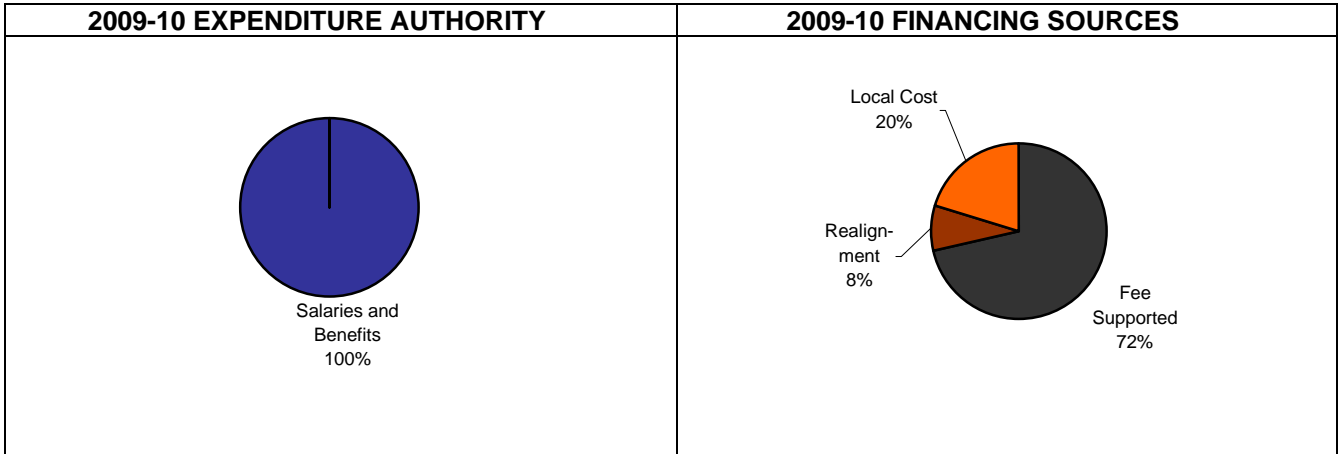 2009-10 EXPENDITURE AUTHORITY
Salaries and
Benefits
100%
2009-10 FINANCING SOURCES
Local Cost
20%
Realign-
ment
8%
Fee
Supported
72%